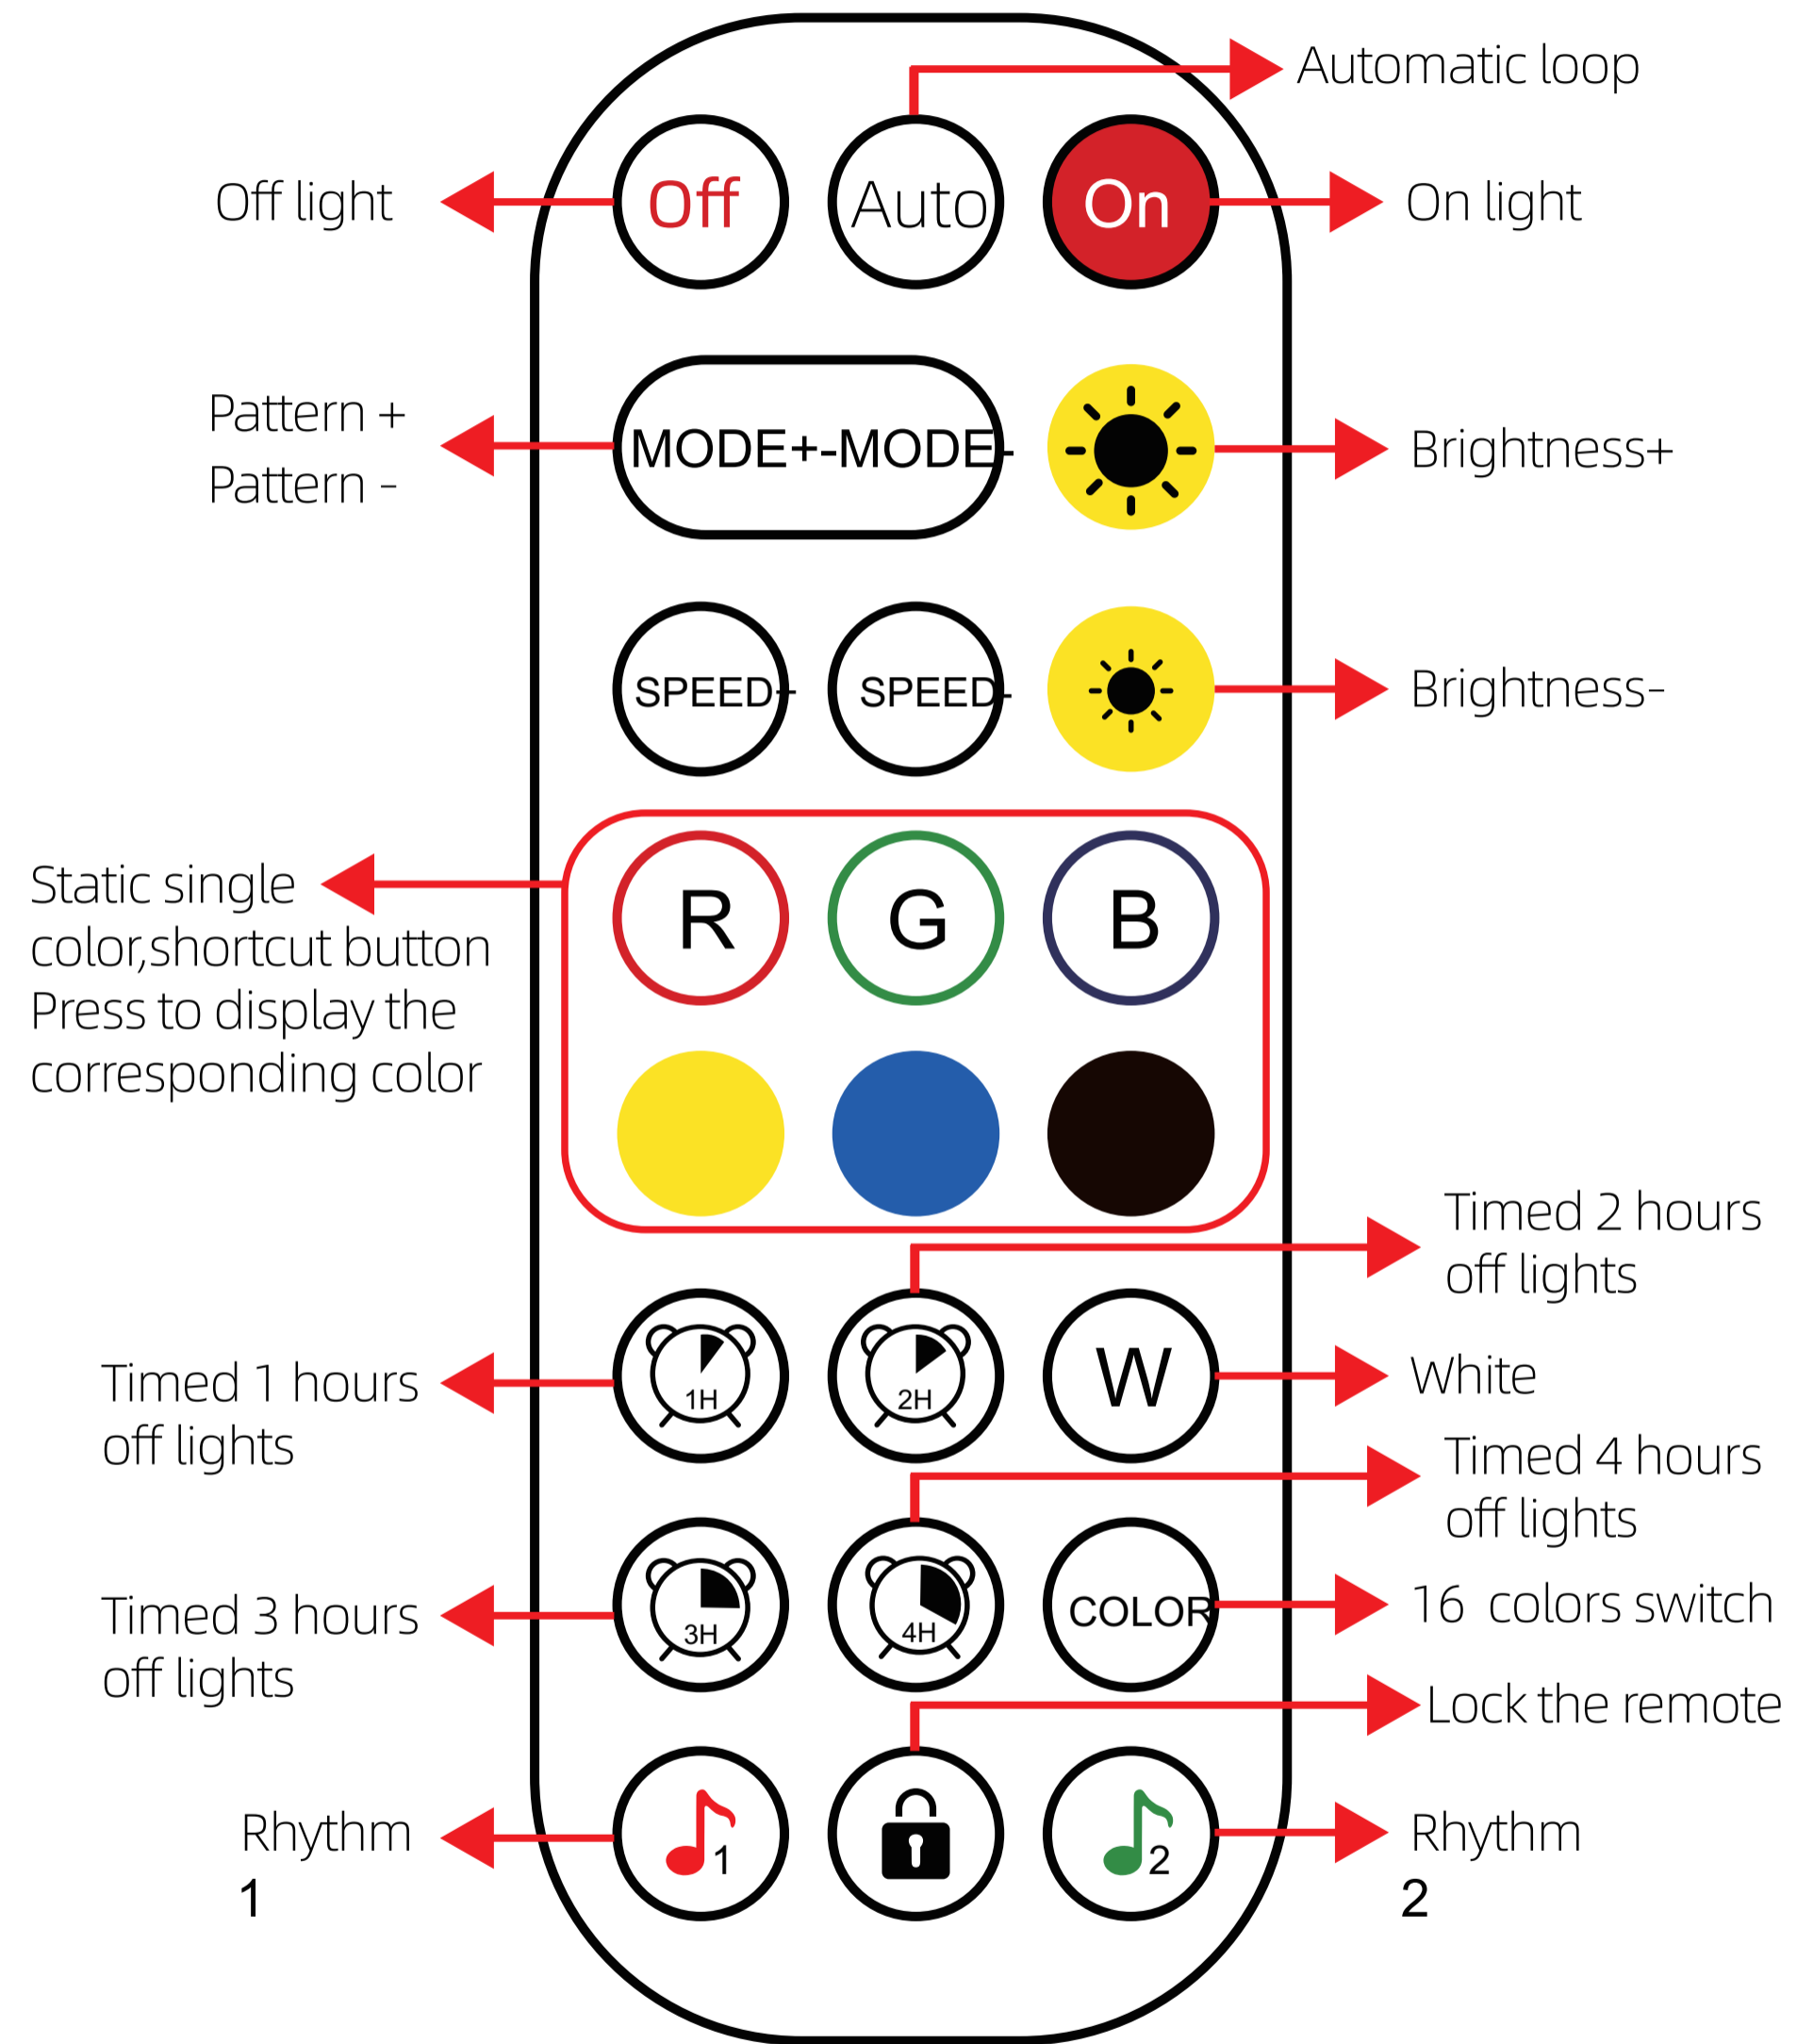 Automatic loop
Off light
Off
Auto
On
On light
Pattern +
Pattern -
MODE+-MODE-
Brightness+
SPEED+
SPEED-
Brightness-
R
G
B
Static single
color,shortcut button
Press to display the
corresponding color
Timed 2 hours
off lights
Timed 1 hours
off lights
1H
2H
W
White
Timed 4 hours
off lights
Timed 3 hours
off lights
3H
4H
COLOR
16 colors switch
Lock the remote
Rhythm
1
1
2
Rhythm
2